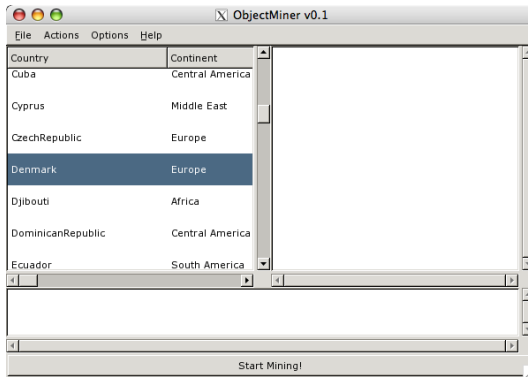 X ObjectMiner v0.1
File Actions Options Help
Country Continent
Cuba Central America
Cyprus Middle East
CzechRepublic Europe
Denmark Europe
Djibouti Africa
DominicanRepublic Central America
Ecuador South America
Start Mining!